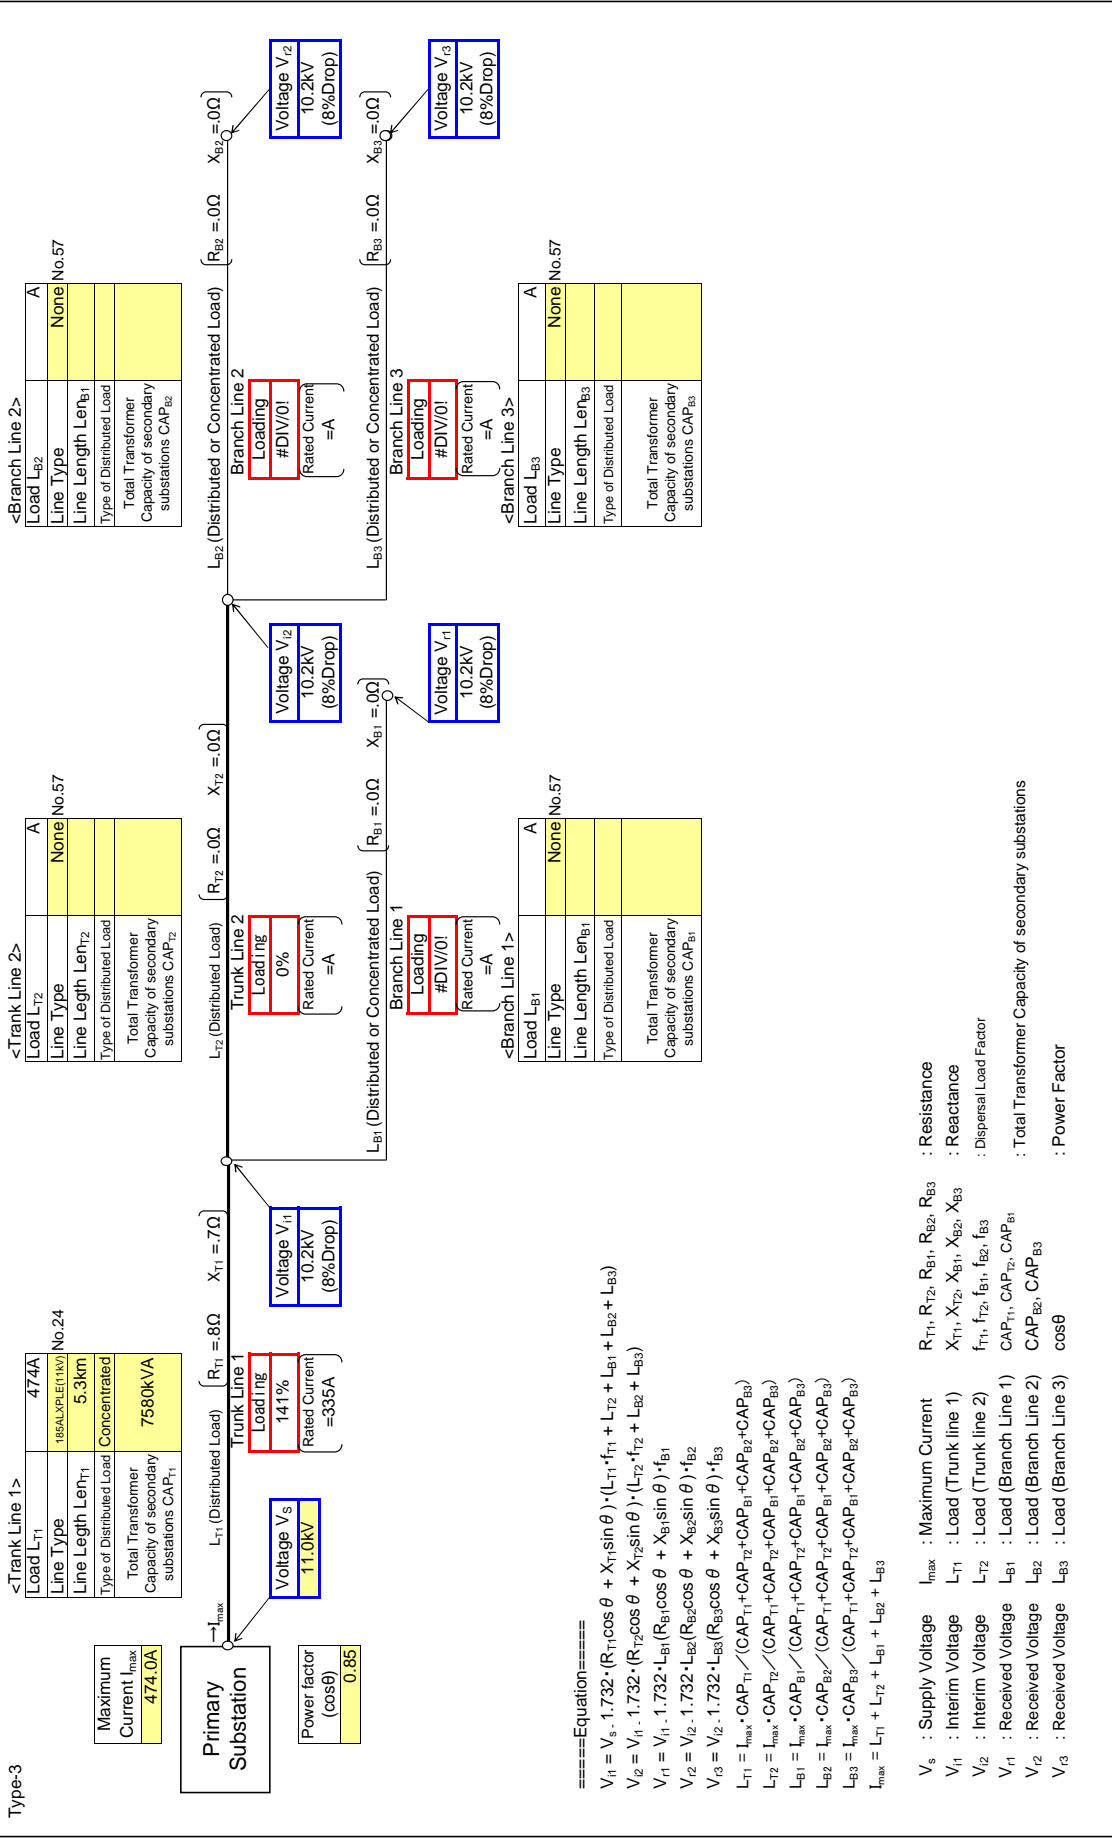 Type-3
<Trank Line 1>
Load LT1 474A
Line Type 185ALXPLE(11kV) No.24
Line Length LenT1 5.3km
Type of Distributed Load Concentrated
Total Transformer
Capacity of secondary
substations CAPT1
7580kVA
<Trank Line 2>
Load LT2 A
Line Type None No.57
Line Legth LenT2
Type of Distributed Load
Total Transformer
Capacity of secondary
substations CAPT2
<Branch Line 2>
Load LB2 A
Line Type None No.57
Line Length LenB1
Type of Distributed Load
Total Transformer
Capacity of secondary
substations CAPB2
Maximum
Current Imax
474.0A
Primary
Substation
→Imax
Power factor
(cosθ)
0.85
Voltage VS
11.0kV
LT1 (Distributed Load)
RT1 =.8Ω XT1 =.7Ω
Trunk Line 1
Loading
141%
Rated Current
=335A
Voltage Vi1
10.2kV
(8%Drop)
LT2 (Distributed Load)
RT2 =.0Ω XT2 =.0Ω
Trunk Line 2
Loading
0%
Rated Current
=A
Voltage Vi2
10.2kV
(8%Drop)
LB2 (Distributed or Concentrated Load)
RB2 =.0Ω XB2 =.0Ω
Branch Line 2
Loading
#DIV/0!
Rated Current
=A
Voltage Vr2
10.2kV
(8%Drop)
LB1 (Distributed or Concentrated Load)
RB1 =.0Ω XB1 =.0Ω
Branch Line 1
Loading
#DIV/0!
Rated Current
=A
Voltage Vr1
10.2kV
(8%Drop)
LB3 (Distributed or Concentrated Load)
RB3 =.0Ω XB3 =.0Ω
Branch Line 3
Loading
#DIV/0!
Rated Current
=A
Voltage Vr3
10.2kV
(8%Drop)
<Branch Line 1>
Load LB1 A
Line Type None No.57
Line Length LenB1
Type of Distributed Load
Total Transformer
Capacity of secondary
substations CAPB1
<Branch Line 3>
Load LB3 A
Line Type None No.57
Line Length LenB3
Type of Distributed Load
Total Transformer
Capacity of secondary
substations CAPB3
=====Equation=====
Vi1 = VS - 1.732・(RT1cosθ + XT1sinθ)・(LT1・fT1 + LT2 + LB1 + LB2 + LB3)
Vi2 = Vi1 - 1.732・(RT2cosθ + XT2sinθ)・(LT2・fT2 + LB2 + LB3)
Vr1 = Vi1 - 1.732・LB1(RB1cosθ + XB1sinθ)・fB1
Vr2 = Vi2 - 1.732・LB2(RB2cosθ + XB2sinθ)・fB2
Vr3 = Vi2 - 1.732・LB3(RB3cosθ + XB3sinθ)・fB3
LT1 = Imax・CAPT1／(CAPT1+CAPT2+CAPB1+CAPB2+CAPB3)
LT2 = Imax・CAPT2／(CAPT1+CAPT2+CAPB1+CAPB2+CAPB3)
LB1 = Imax・CAPB1／(CAPT1+CAPT2+CAPB1+CAPB2+CAPB3)
LB2 = Imax・CAPB2／(CAPT1+CAPT2+CAPB1+CAPB2+CAPB3)
LB3 = Imax・CAPB3／(CAPT1+CAPT2+CAPB1+CAPB2+CAPB3)
Imax = LT1 + LT2 + LB1 + LB2 + LB3
Vs : Supply Voltage Imax : Maximum Current RT1, RT2, RB1, RB2, RB3 : Resistance
Vi1 : Interim Voltage LT1 : Load (Trunk line 1) XT1, XT2, XB1, XB2, XB3 : Reactance
Vi2 : Interim Voltage LT2 : Load (Trunk line 2) fT1, fT2, fB1, fB2, fB3 : Dispersal Load Factor
Vr1 : Received Voltage LB1 : Load (Branch Line 1) CAPT1, CAPT2, CAPB1 : Total Transformer Capacity of secondary substations
Vr2 : Received Voltage LB2 : Load (Branch Line 2) CAPB2, CAPB3
Vr3 : Received Voltage LB3 : Load (Branch Line 3) cosθ : Power Factor